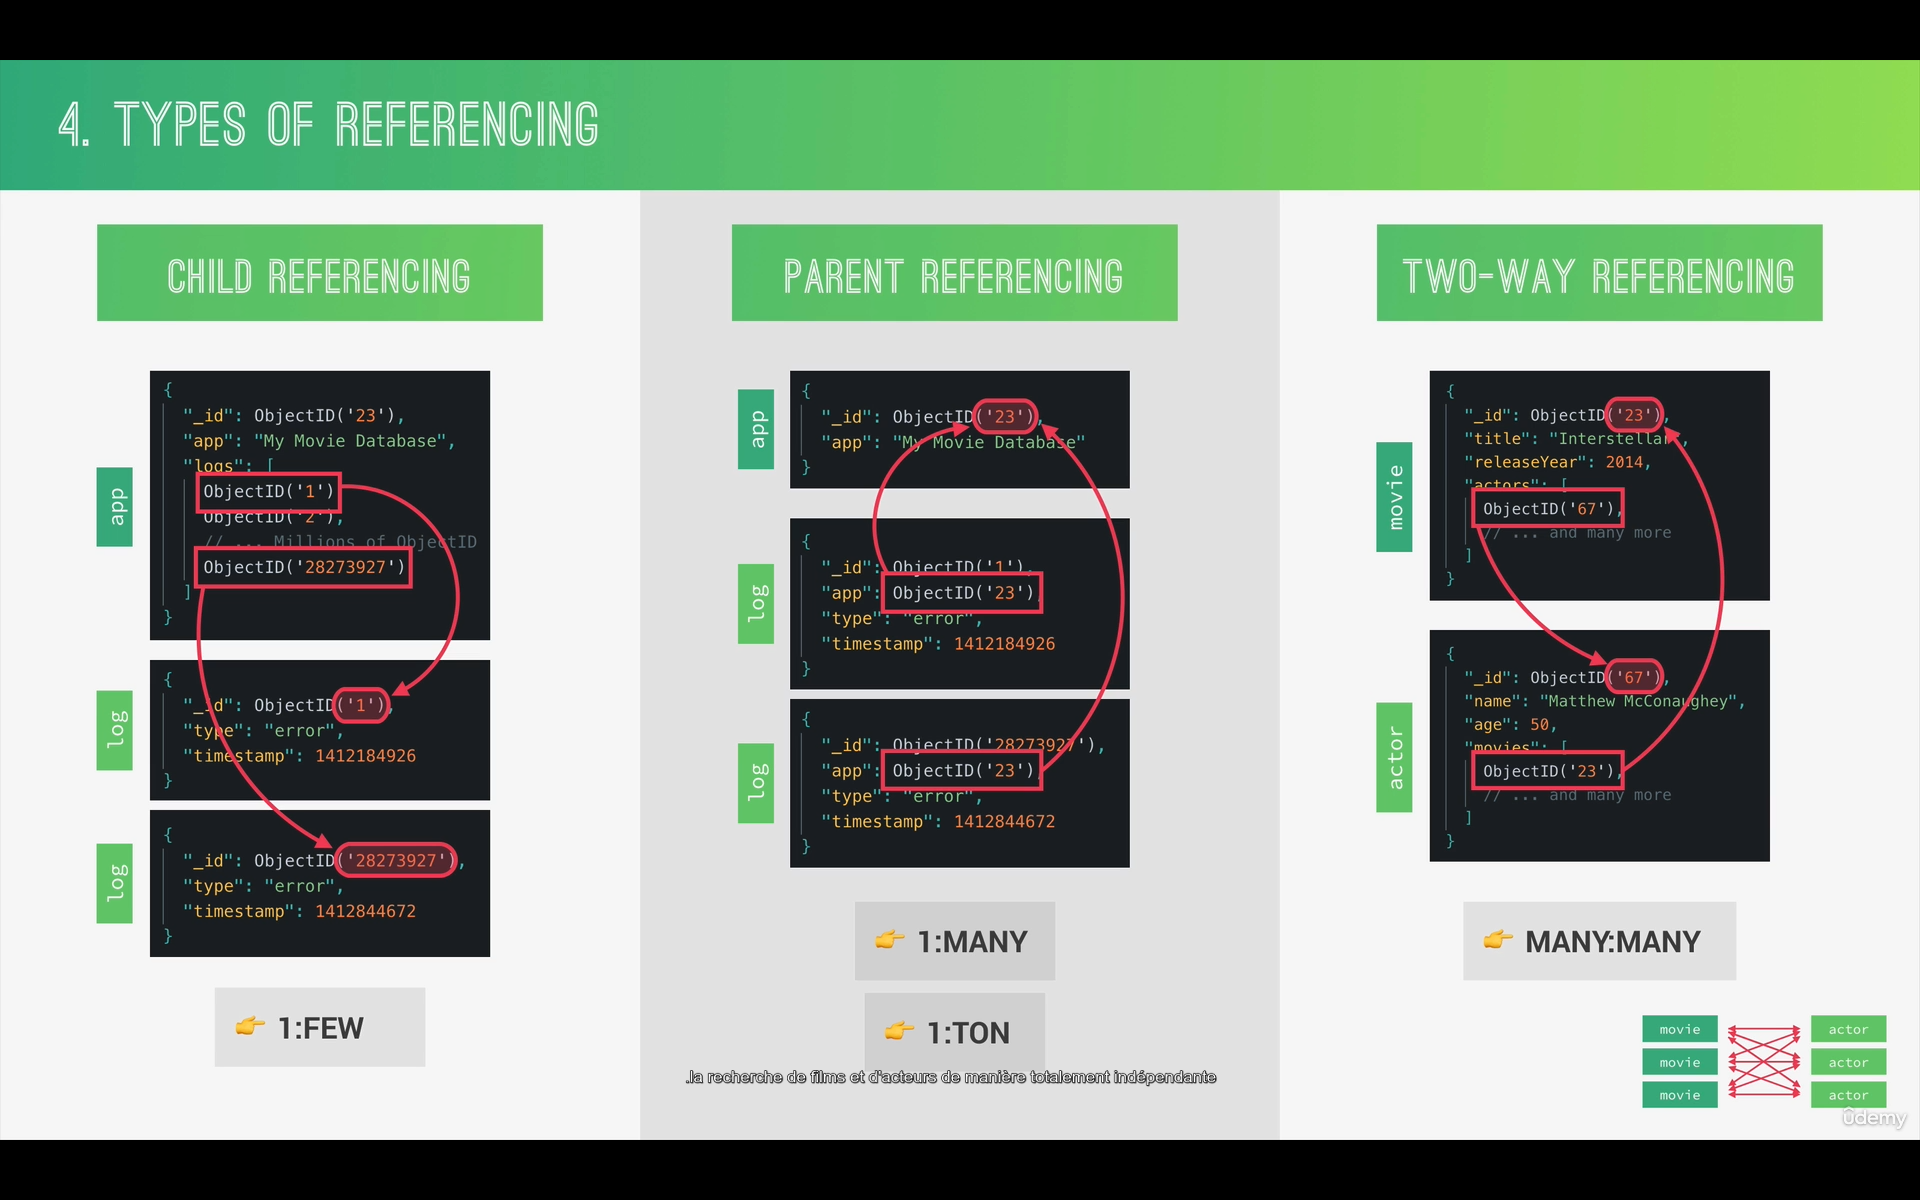 4. TYPES OF REFERENCING
CHILD REFERENCING
app
{
"_id": ObjectID('23'),
"app": "My Movie Database",
"logs": [
ObjectID('1')
ObjectID('2'),
// ... Millions of ObjectID
ObjectID('28273927')
]
}
log
{
"_id": ObjectID('1'),
"type": "error",
"timestamp": 1412184926
}
log
{
"_id": ObjectID('28273927'),
"type": "error",
"timestamp": 1412844672
}
👉 1:FEW
PARENT REFERENCING
app
{
"_id": ObjectID('23'),
"app": "My Movie Database"
}
log
{
"_id": ObjectID('1'),
"app": ObjectID('23'),
"type": "error",
"timestamp": 1412184926
}
log
{
"_id": ObjectID('28273927'),
"app": ObjectID('23'),
"type": "error",
"timestamp": 1412844672
}
👉 1:MANY
👉 1:TON
.la recherche de films et d'acteurs de manière totalement indépendante
TWO-WAY REFERENCING
movie
{
"_id": ObjectID('23'),
"title": "Interstellar",
"releaseYear": 2014,
"actors": [
ObjectID('67'),
// ... and many more
]
}
actor
{
"_id": ObjectID('67'),
"name": "Matthew McConaughey",
"age": 50,
"movies": [
ObjectID('23'),
// ... and many more
]
}
👉 MANY:MANY
movie actor
movie actor
movie actor
ûdemy